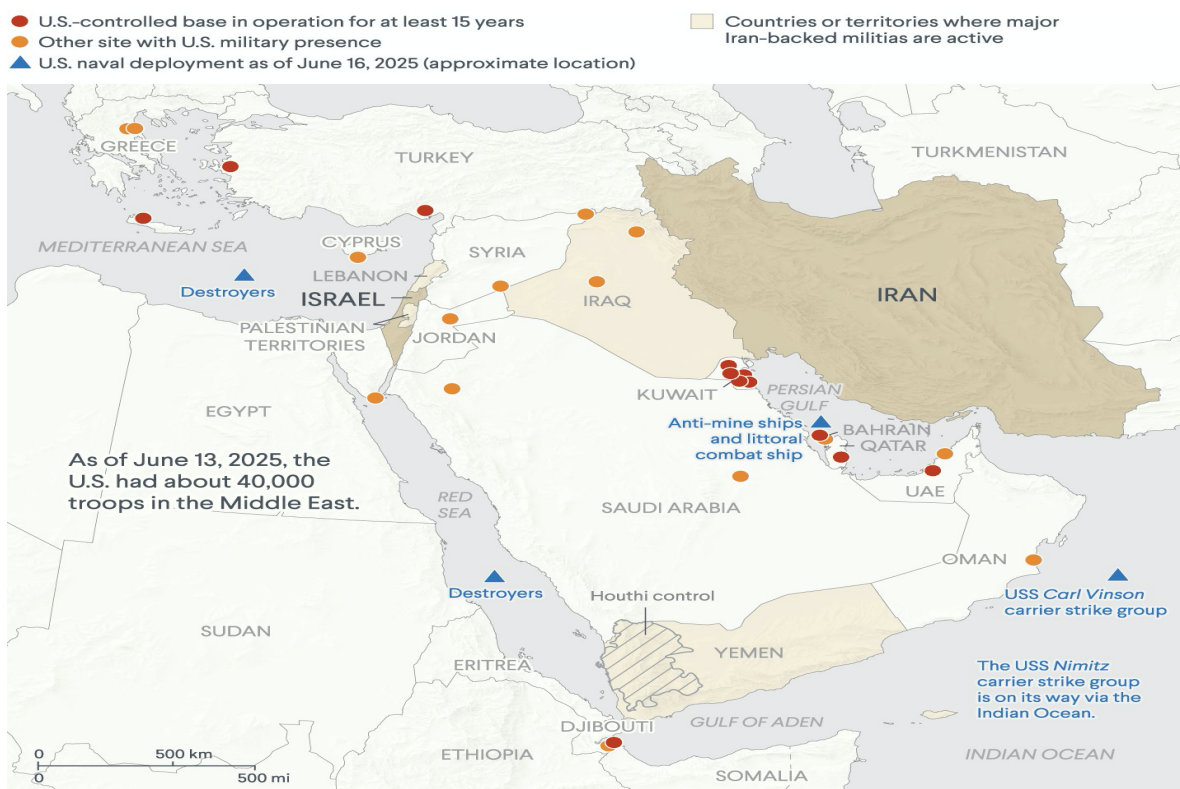 U.S.-controlled base in operation for at least 15 years
Other site with U.S. military presence
U.S. naval deployment as of June 16, 2025 (approximate location)
Countries or territories where major
Iran-backed militias are active
GREECE
TURKEY
TURKMENISTAN
MEDITERRANEAN SEA
CYPRUS
SYRIA
LEBANON
Destroyers
ISRAEL
IRAQ
IRAN
PALESTINIAN
TERRITORIES
JORDAN
KUWAIT
PERSIAN
GULF
EGYPT
Anti-mine ships
and littoral
combat ship
BAHRAIN
QATAR
As of June 13, 2025, the
U.S. had about 40,000
troops in the Middle East.
RED
SEA
SAUDI ARABIA
UAE
OMAN
Destroyers
Houthi control
USS Carl Vinson
carrier strike group
SUDAN
ERITREA
YEMEN
The USS Nimitz
carrier strike group
is on its way via the
Indian Ocean.
DJIBOUTI
GULF OF ADEN
0
500 km
0
500 mi
ETHIOPIA
SOMALIA
INDIAN OCEAN